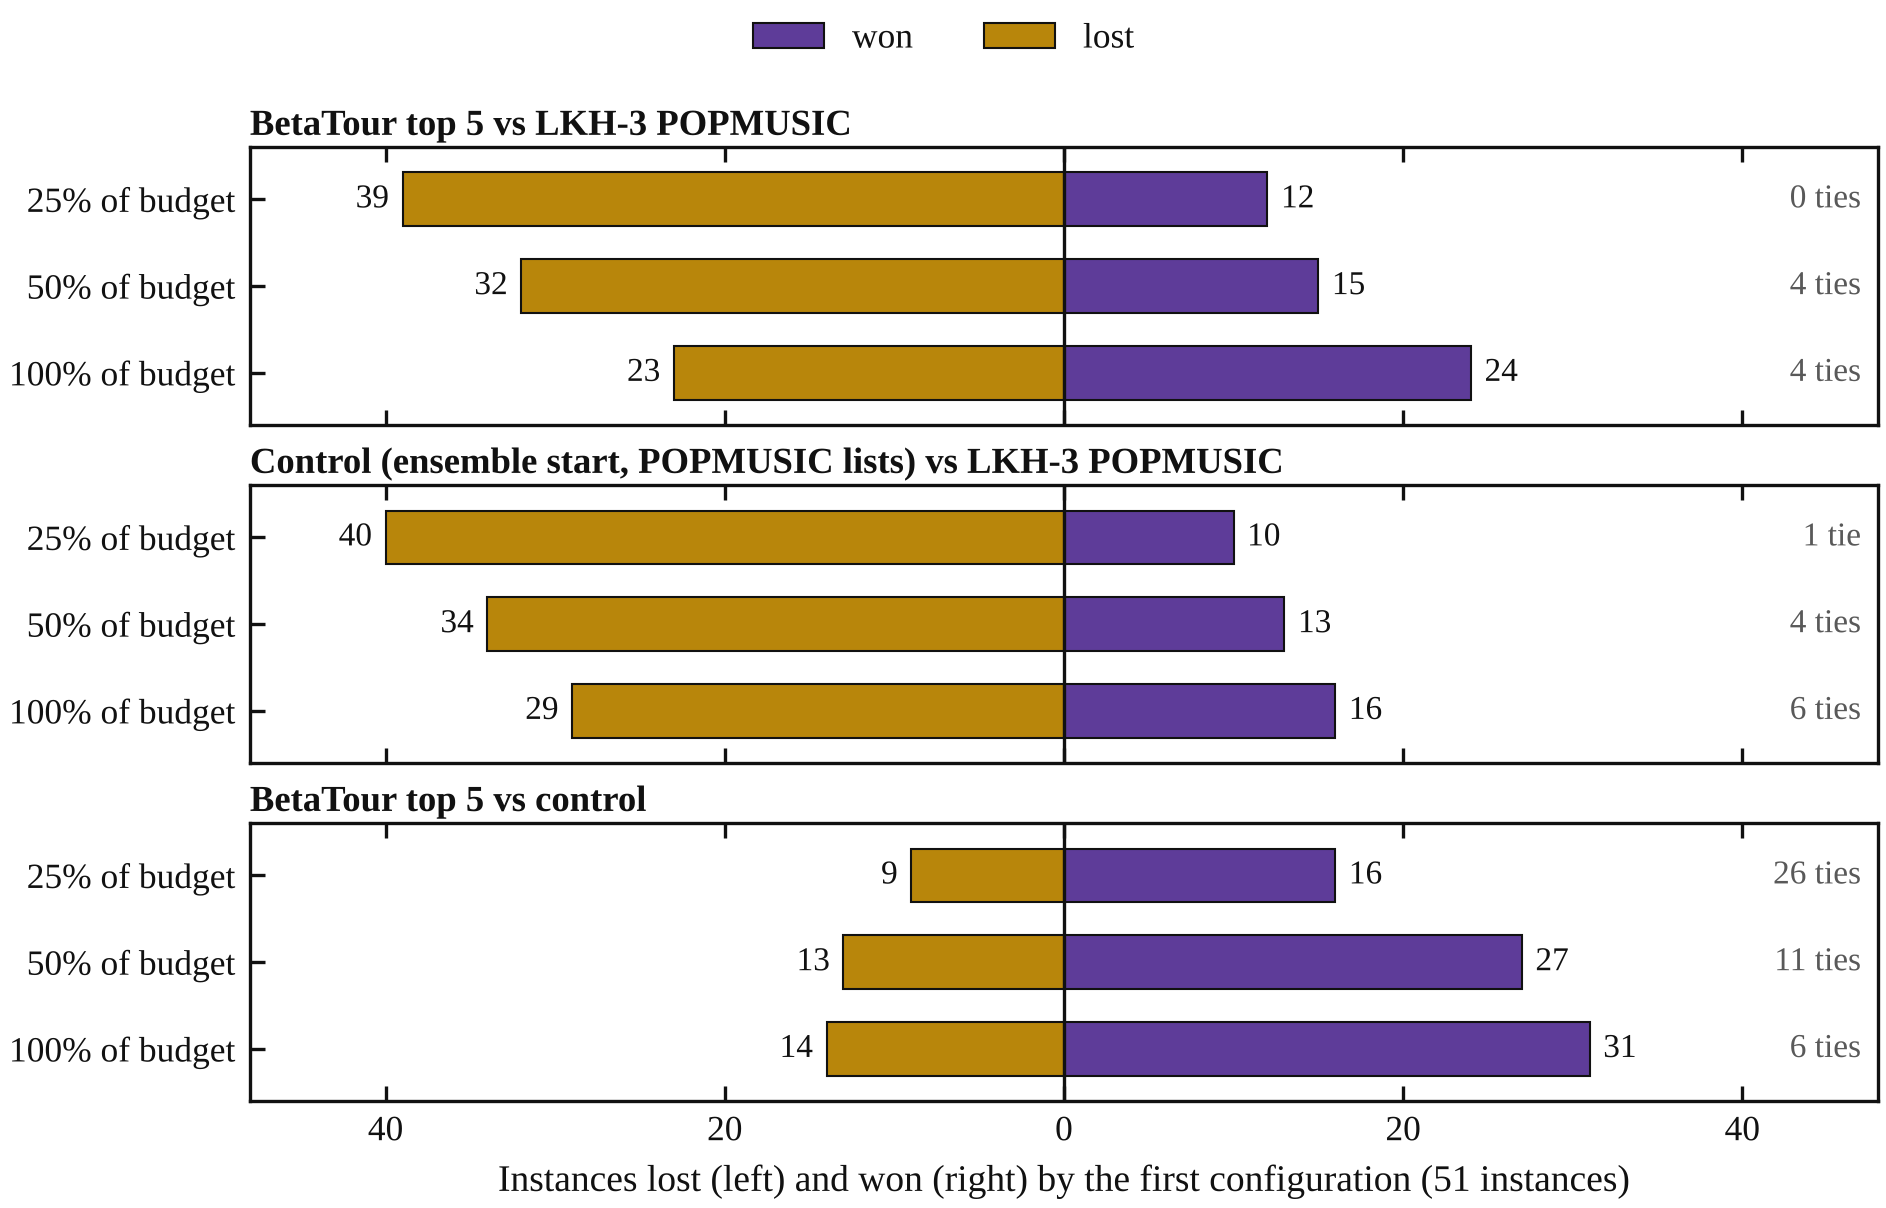 won lost
BetaTour top 5 vs LKH-3 POPMUSIC
25% of budget 39 12 0 ties
50% of budget 32 15 4 ties
100% of budget 23 24 4 ties
Control (ensemble start, POPMUSIC lists) vs LKH-3 POPMUSIC
25% of budget 40 10 1 tie
50% of budget 34 13 4 ties
100% of budget 29 16 6 ties
BetaTour top 5 vs control
25% of budget 9 16 26 ties
50% of budget 13 27 11 ties
100% of budget 14 31 6 ties
40 20 0 20 40
Instances lost (left) and won (right) by the first configuration (51 instances)